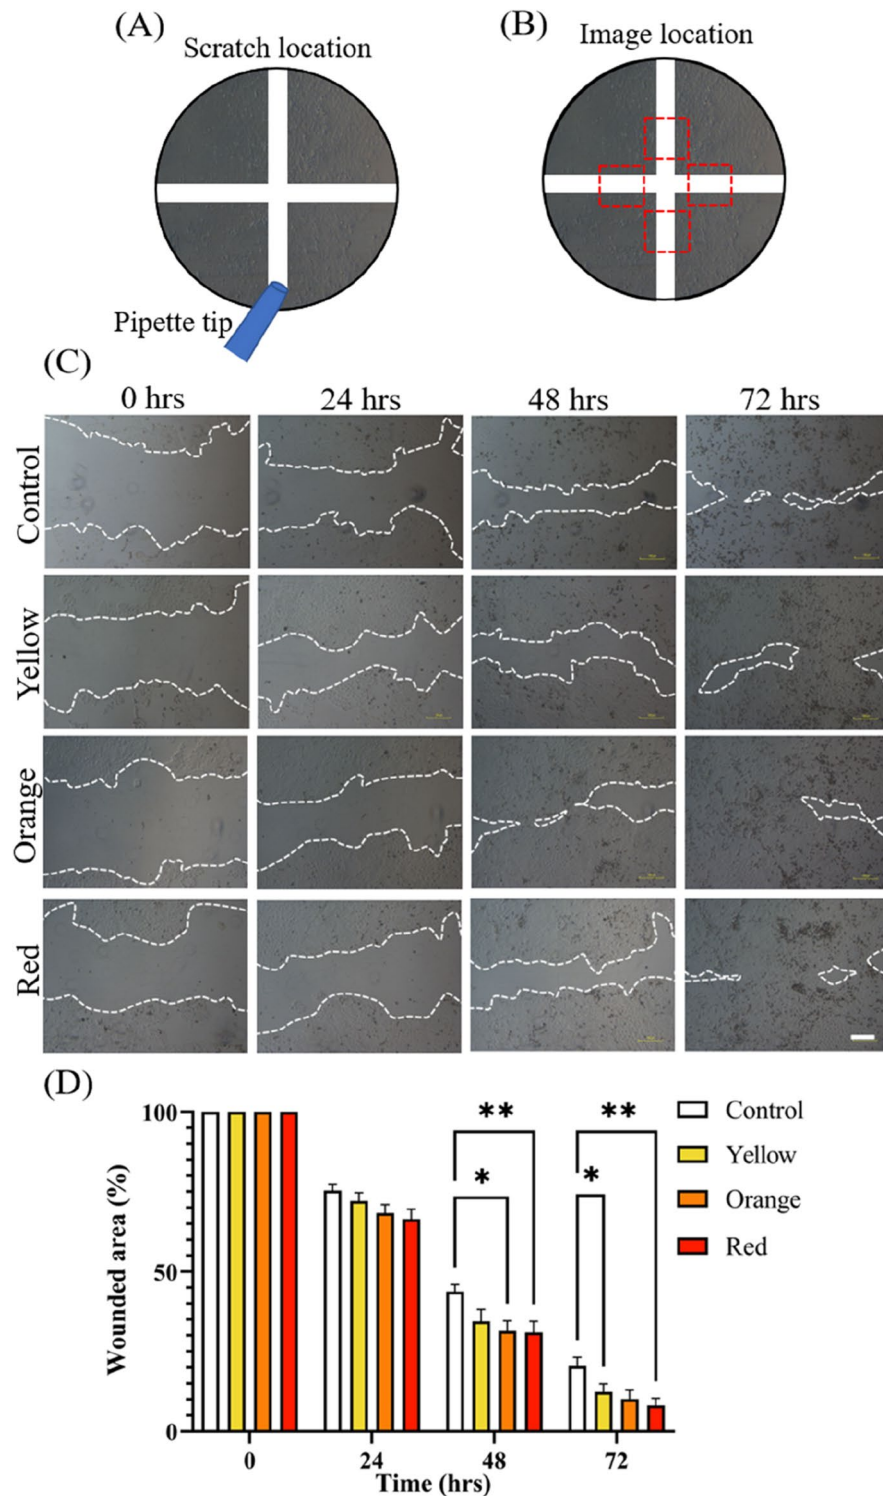 (A)
Scratch location
Pipette tip
(B)
Image location
(C)
0 hrs 24 hrs 48 hrs 72 hrs
Control
Yellow
Orange
Red
(D)
Wounded area (%)
100
50
0
** **
* *
Control
Yellow
Orange
Red
0 24 48 72
Time (hrs)